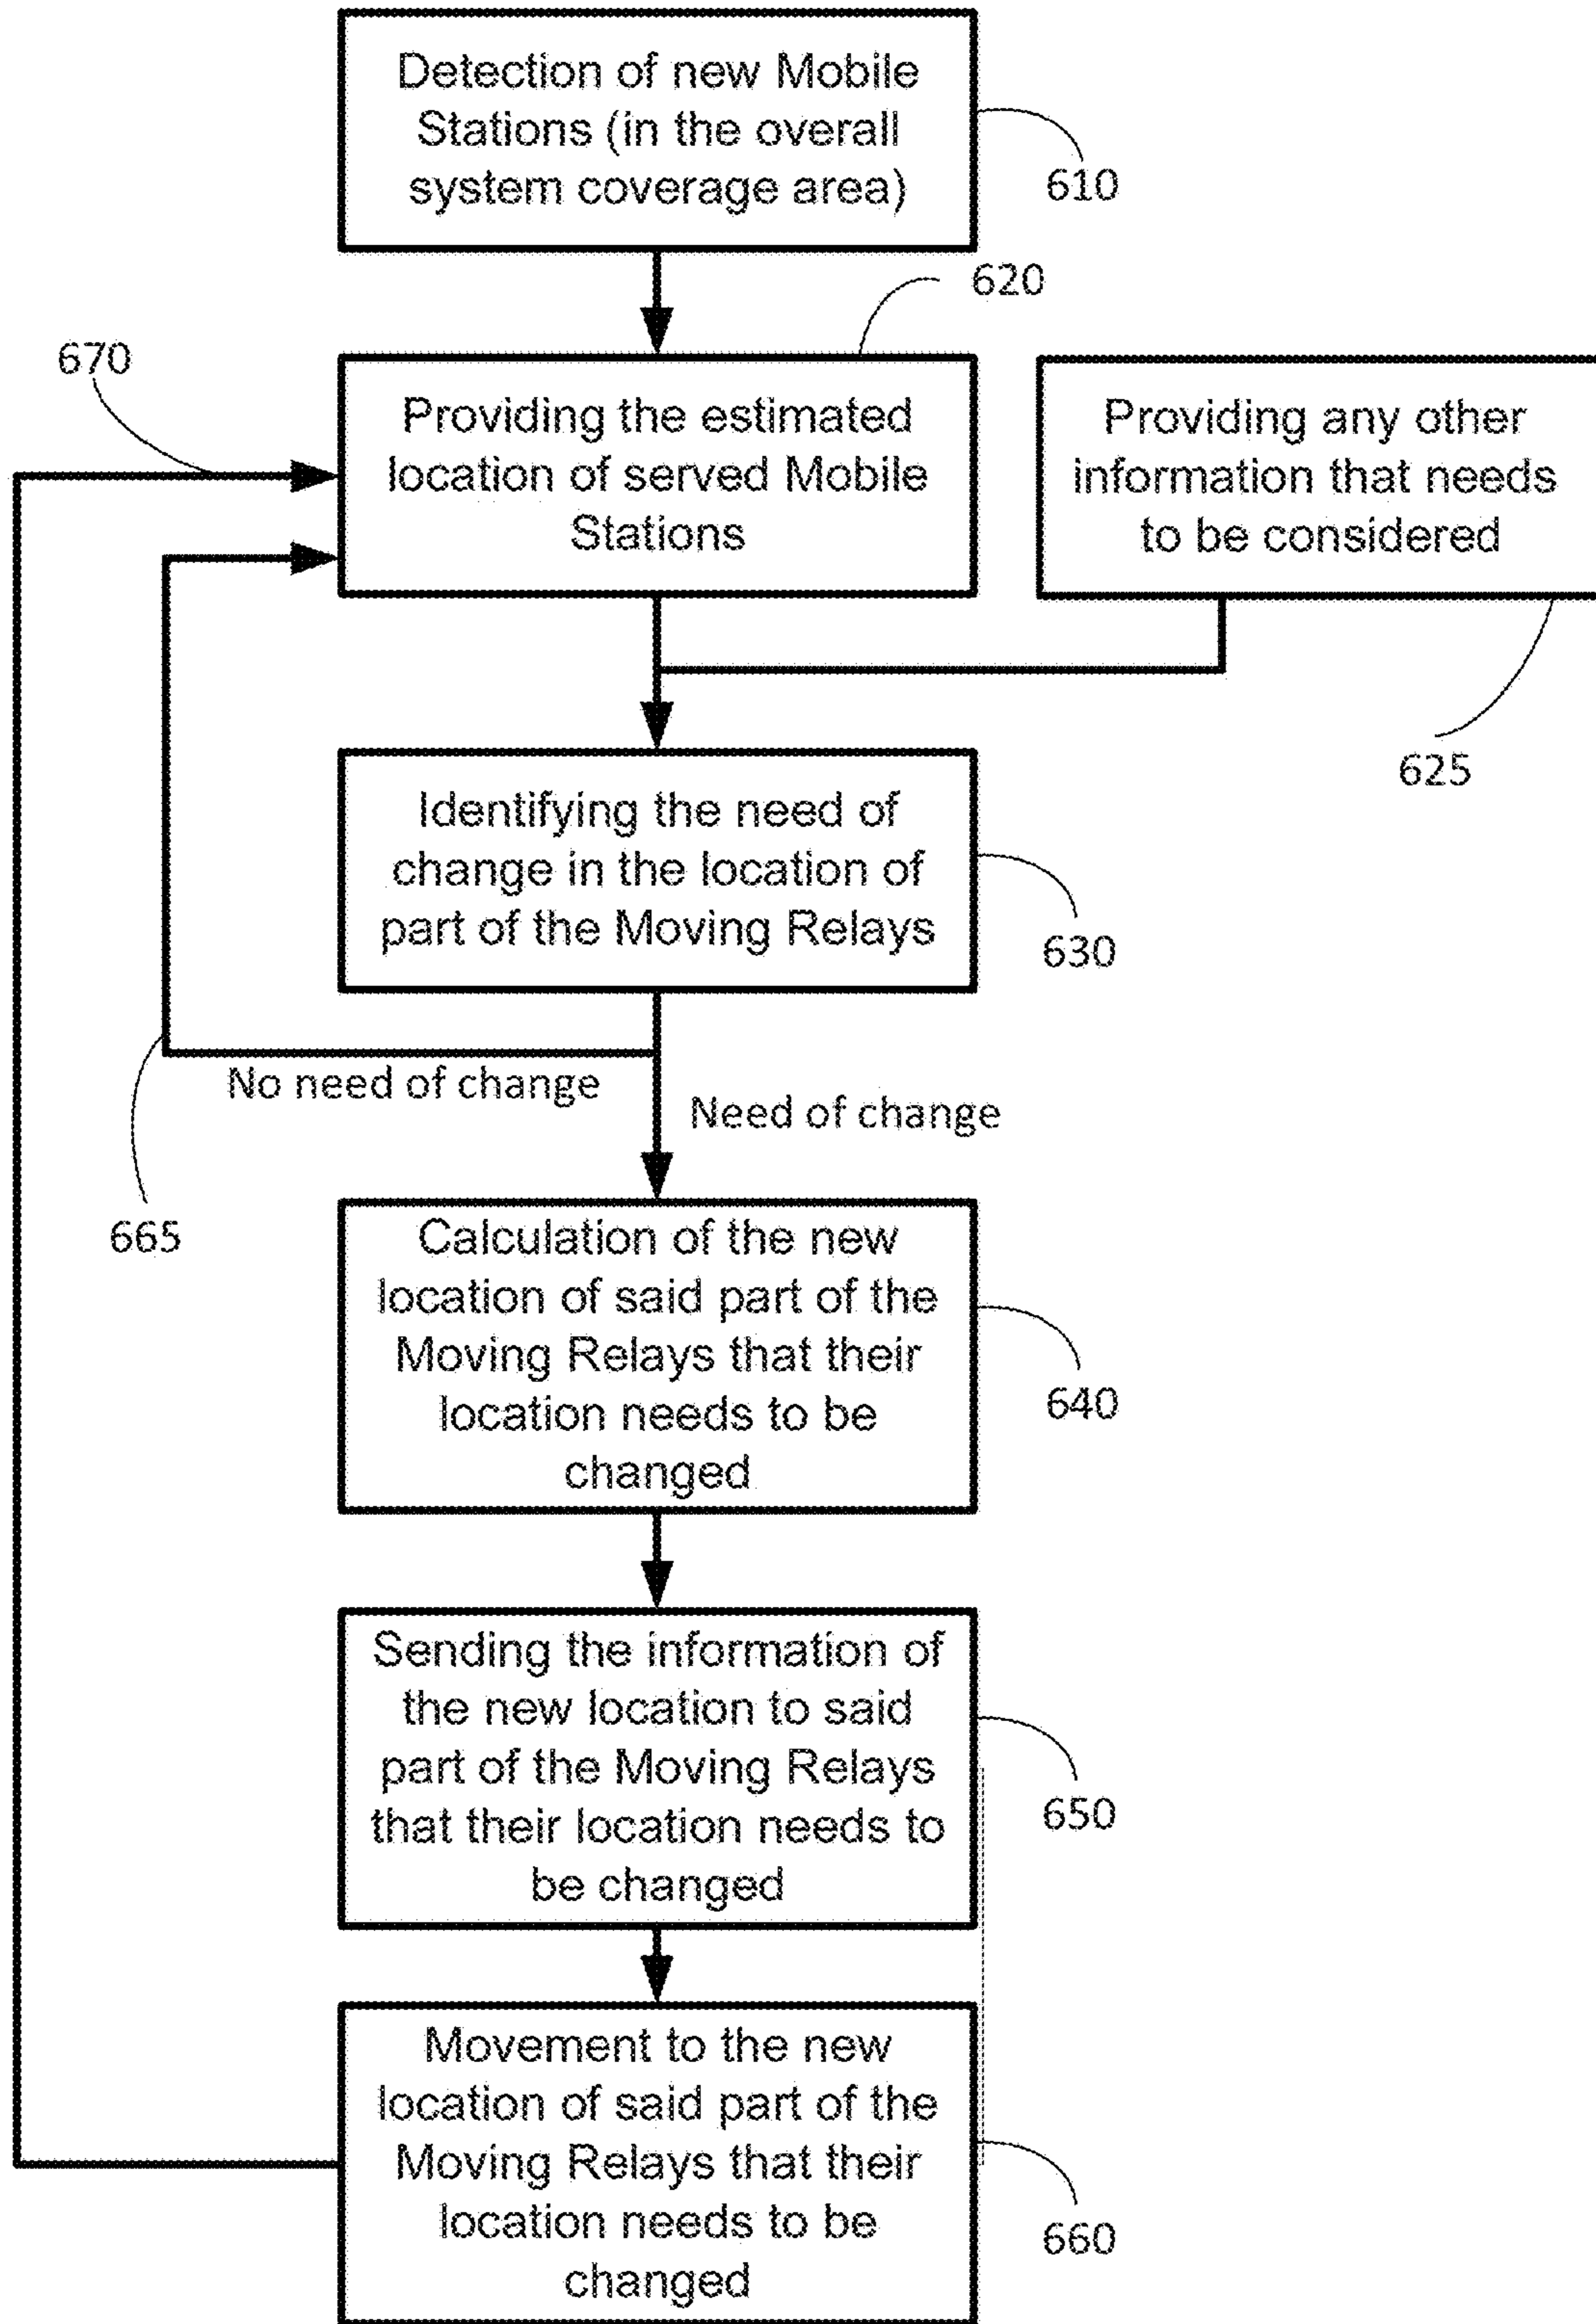 Detection of new Mobile
Stations (in the overall
system coverage area)
610
620
670
Providing the estimated
location of served Mobile
Stations
Providing any other
information that needs
to be considered
625
Identifying the need of
change in the location of
part of the Moving Relays
630
No need of change
Need of change
665
Calculation of the new
location of said part of the
Moving Relays that their
location needs to be
changed
640
Sending the information of
the new location to said
part of the Moving Relays
that their location needs to
be changed
650
Movement to the new
location of said part of the
Moving Relays that their
location needs to be
changed
660